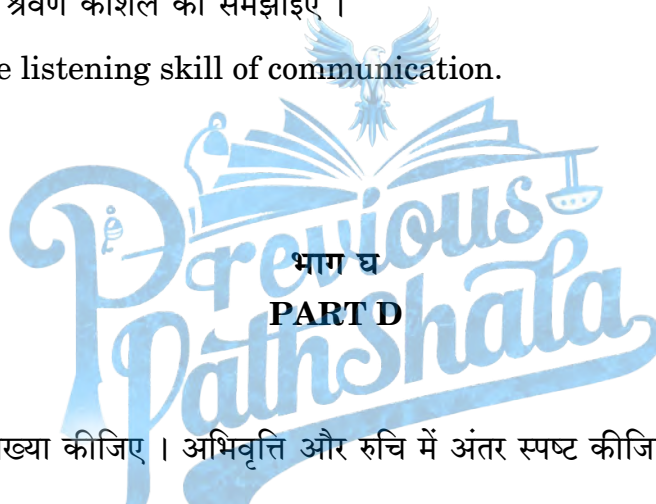 श्रवण कौशल को समझाइए ।
listening skill of communication.
Previous
PathShala
भाग घ
PART D
कीजिए । अभिवृत्ति और रुचि में अंतर स्पष्ट